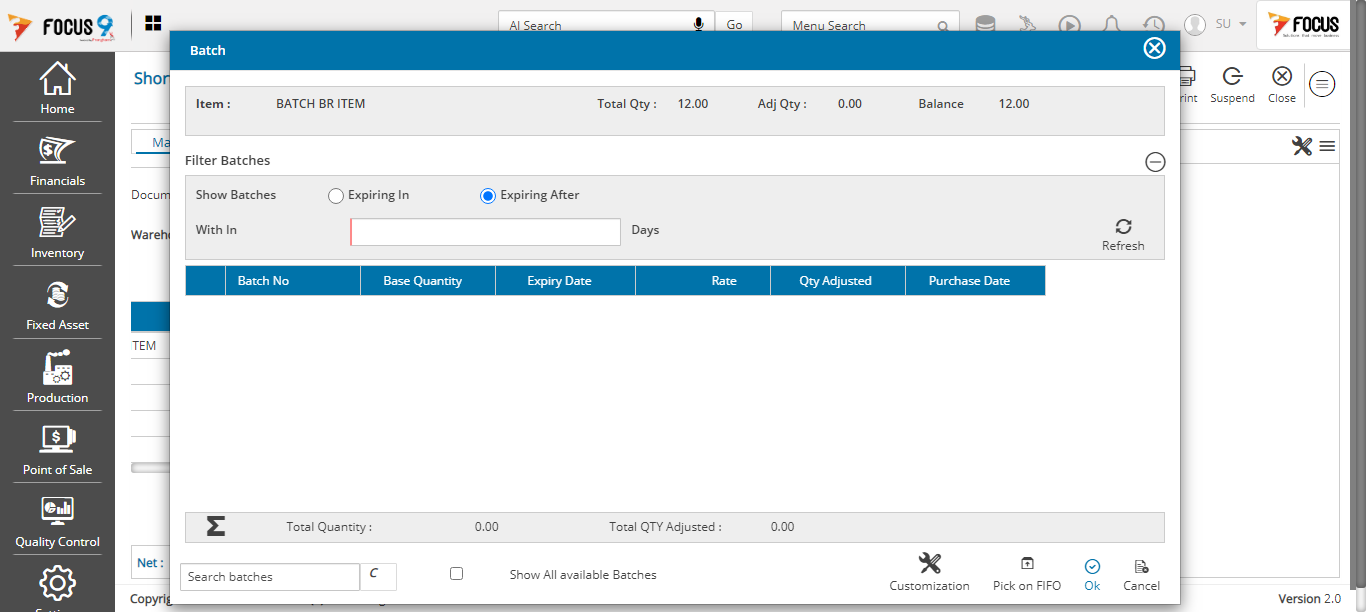 FOCUS 9
AI Search
Go
Menu Search
SU
FOCUS
Batch
Shor
rint
Suspend
Close
Home
Item :
BATCH BR ITEM
Total Qty :
12.00
Adj Qty :
0.00
Balance
12.00
Ma
Filter Batches
Financials
Docum
Show Batches
Expiring In
Expiring After
Wareho
With In
Days
Refresh
Inventory
Batch No
Base Quantity
Expiry Date
Rate
Qty Adjusted
Purchase Date
Fixed Asset
TEM
Production
Point of Sale
Total Quantity :
0.00
Total QTY Adjusted :
0.00
Quality Control
Net :
Search batches
C
Show All available Batches
Customization
Pick on FIFO
Ok
Cancel
Copyrig
Version 2.0